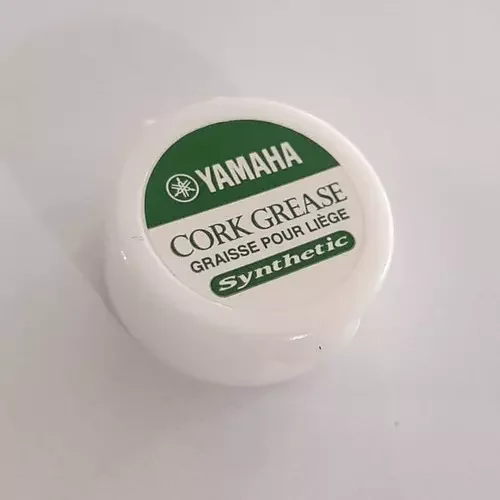 YAMAHA
CORK GREASE
GRAISSE POUR LIÈGE
Synthetic